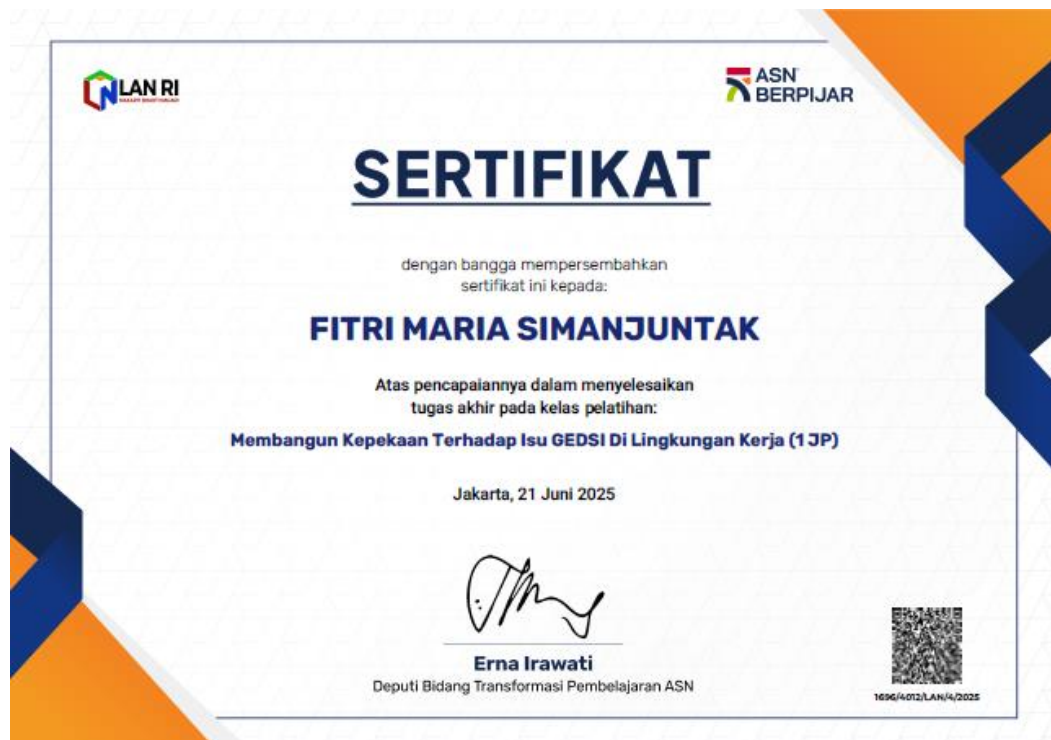 LAN RI
ASN
BERPIJAR
SERTIFIKAT
dengan bangga mempersembahkan
sertifikat ini kepada:
FITRI MARIA SIMANJUNTAK
Atas pencapaiannya dalam menyelesaikan
tugas akhir pada kelas pelatihan:
Membangun Kepekaan Terhadap Isu GEDSI Di Lingkungan Kerja (1 JP)
Jakarta, 21 Juni 2025
Erna Irawati
Deputi Bidang Transformasi Pembelajaran ASN
1696/4012/LAN/4/2025